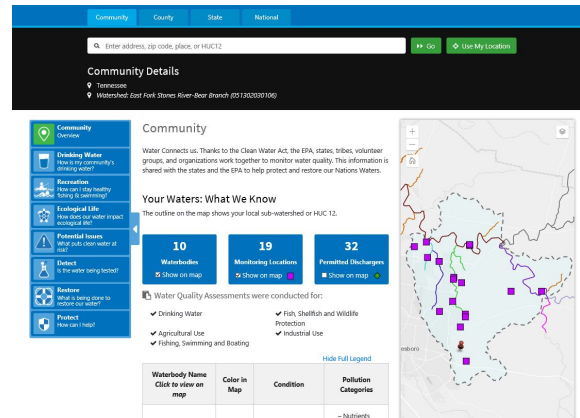 Community County State National
Enter address, zip code, place, or HUC12
Go
Use My Location
Community Details
Tennessee
Watershed: East Fork Stones River-Bear Branch (051302030106)
Community
Overview
Drinking Water
How is my community's
drinking water?
Recreation
How can I stay healthy
fishing & swimming?
Ecological Life
How does our water impact
ecological life?
Potential Issues
What puts clean water at
risk?
Detect
Is the water being tested?
Restore
What is being done to
restore our water?
Protect
How can I help?
Community
Water Connects us. Thanks to the Clean Water Act, the EPA, states, tribes, volunteer
groups, and organizations work together to monitor water quality. This information is
shared with the states and the EPA to help protect and restore our Nations Waters.
Your Waters: What We Know
The outline on the map shows your local sub-watershed or HUC 12.
10
Waterbodies
Show on map
19
Monitoring Locations
Show on map
32
Permitted Dischargers
Show on map
Water Quality Assessments were conducted for:
Drinking Water
Fish, Shellfish and Wildlife
Protection
Agricultural Use
Industrial Use
Fishing, Swimming and Boating
Hide Full Legend
Waterbody Name
Click to view on
map
Color in
Map
Condition
Pollution
Categories
– Nutrients
boro)